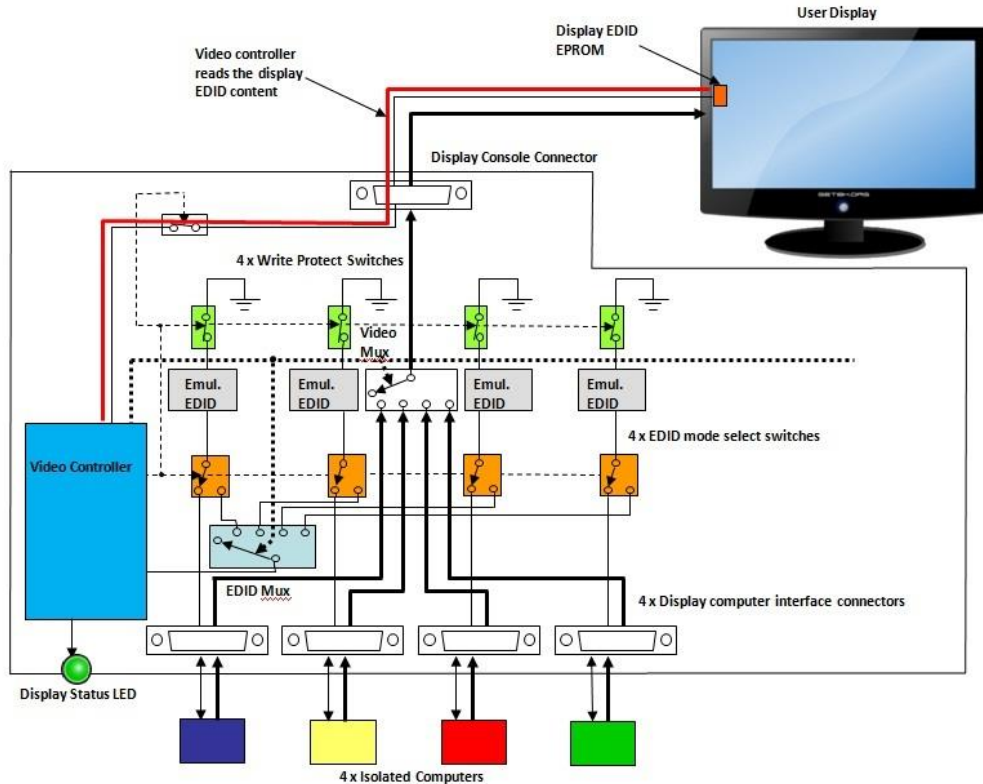 User Display
Display EDID
EPROM
Video controller
reads the display
EDID content
Display Console Connector
4 x Write Protect Switches
Video
Mux
Emul.
EDID
Emul.
EDID
Emul.
EDID
Emul.
EDID
4 x EDID mode select switches
Video Controller
EDID Mux
4 x Display computer interface connectors
Display Status LED
4 x Isolated Computers